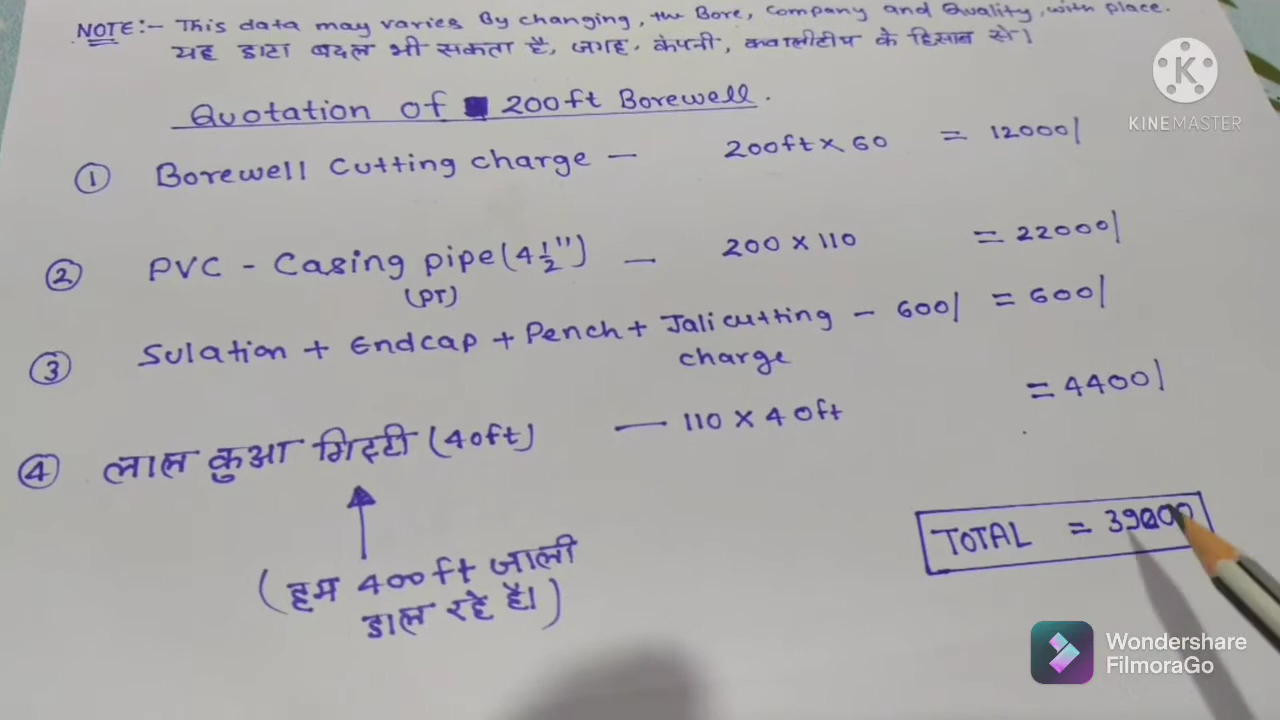 NOTE:- This data may varies By changing, the Bore, Company and Quality, with place.
यह डाटा बदल भी सकता है, जगह, कंपनी, क्वालीटीय के हिसाब से।
K
KINEMASTER
Quotation of 200ft Borewell.
① Borewell Cutting charge - 200ft x 60 = 12000/
② PVC - Casing pipe (4 1/2") - 200 x 110 = 22000/
(PT)
③ Sulation + Endcap + Pench + Jali cutting - 600/ = 600/
charge
④ लाल कुआ मिट्टी (40ft) - 110 x 40ft = 4400/
(हम 400ft जाली
डाल रहे है।)
TOTAL = 39000
Wondershare
FilmoraGo